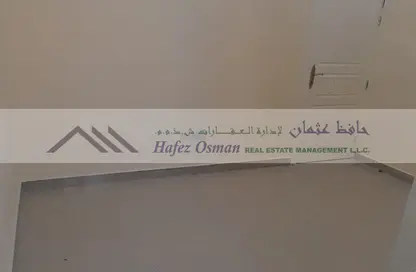 حافظ عثمان لإدارة العقارات ش.ذ.م.م
Hafez Osman REAL ESTATE MANAGEMENT L.L.C.